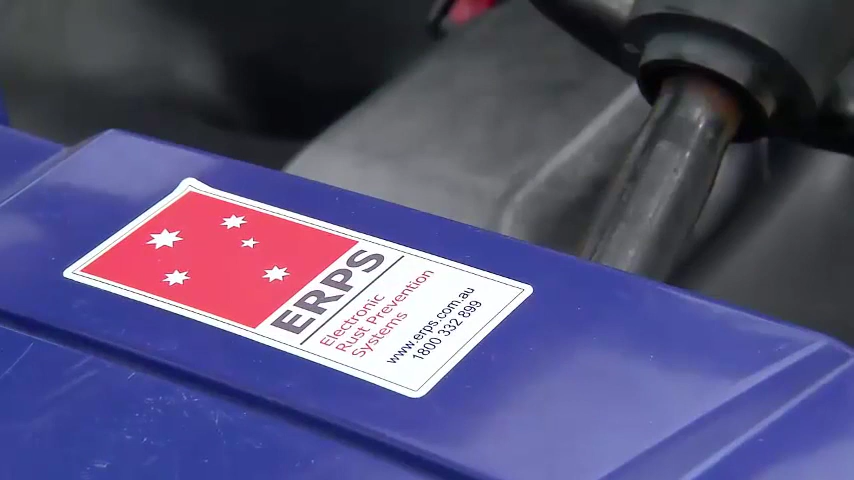 ERPS
Electronic
Rust Prevention
Systems
www.erps.com.au
1800 332 899